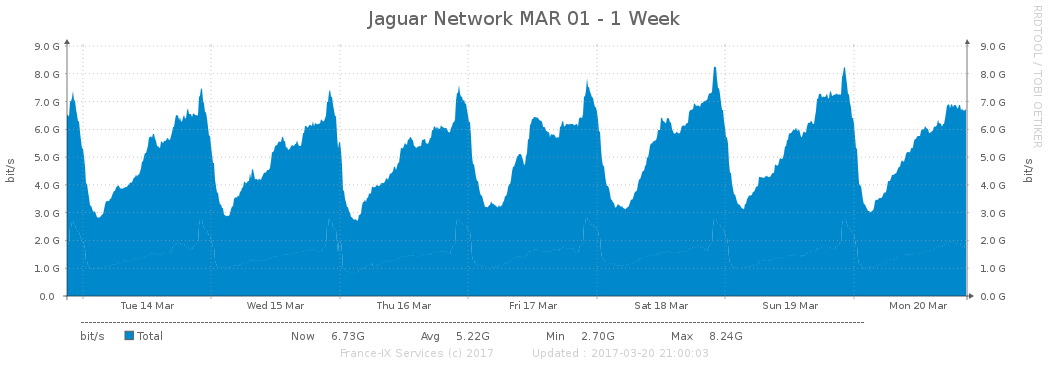 Jaguar Network MAR 01 - 1 Week
RRDTOOL / TOBI OETIKER
bit/s
9.0 G 9.0 G
8.0 G 8.0 G
7.0 G 7.0 G
6.0 G 6.0 G
5.0 G 5.0 G
4.0 G 4.0 G
3.0 G 3.0 G
2.0 G 2.0 G
1.0 G 1.0 G
0.0 0.0 G
bit/s
Tue 14 Mar Wed 15 Mar Thu 16 Mar Fri 17 Mar Sat 18 Mar Sun 19 Mar Mon 20 Mar
bit/s Total Now 6.73G Avg 5.22G Min 2.70G Max 8.24G
France-IX Services (c) 2017 Updated : 2017-03-20 21:00:03